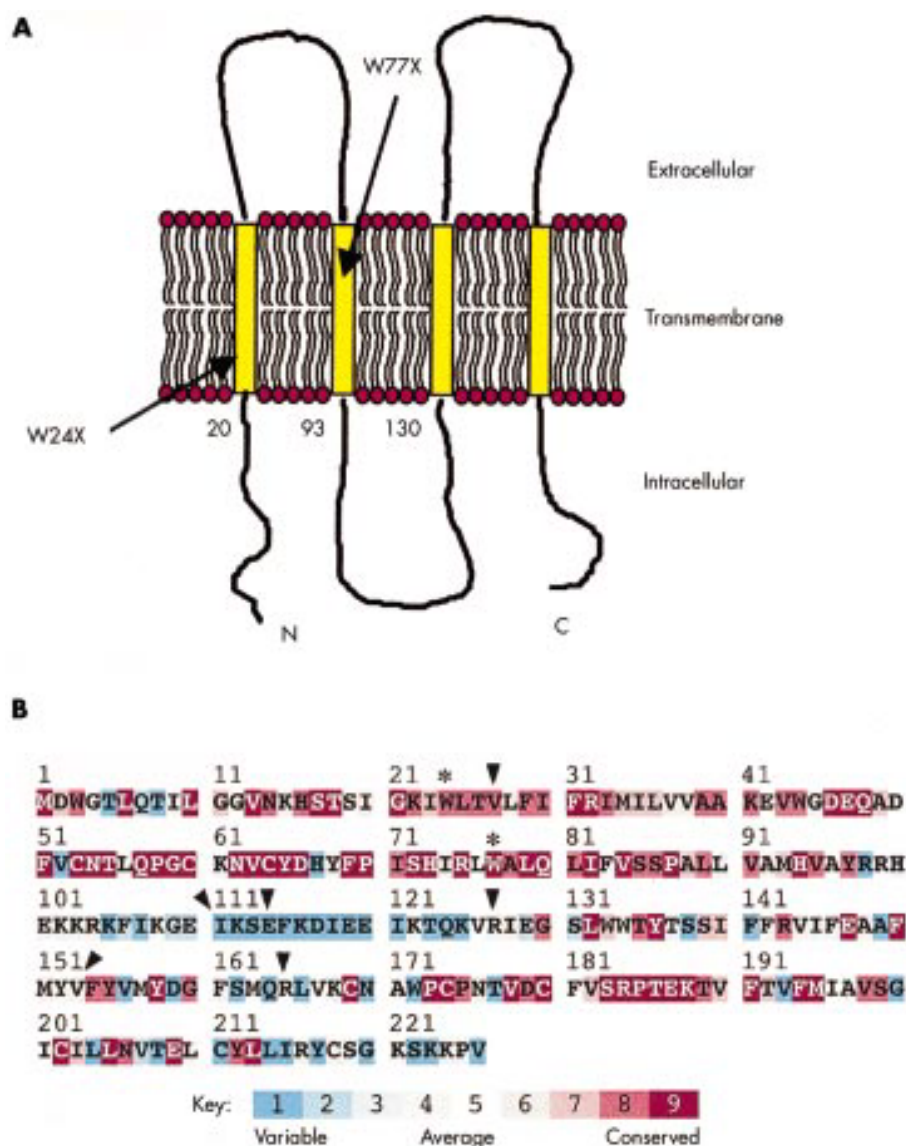 A
W77X
Extracellular
Transmembrane
W24X
20 93 130
Intracellular
N C
B
1 11 21 * 31 41
MDWGTLQTIL GGVNKHSTSI GKIWLTVLFI FRIMILVVAA KEVWGDEQAD
51 61 71 * 81 91
FVCNTLQPGC KNVCYDHYFP ISHIRLWALQ LIFVSSPALL VAMHVAYRRH
101 111 121 131 141
EKKRKFIKGE IKSEFKDIEE IKTQKVRIEG SLWWTYTSSI FFRVIFEAAF
151 161 171 181 191
MYVFYVMYDG FSMQRLVKCN AWPCPNTVDC FVSRPTEKTV FTVFMIAVSG
201 211 221
ICILLNVTEL CYLLIRYCSG KSKKPV
Key: 1 2 3 4 5 6 7 8 9
Variable Average Conserved